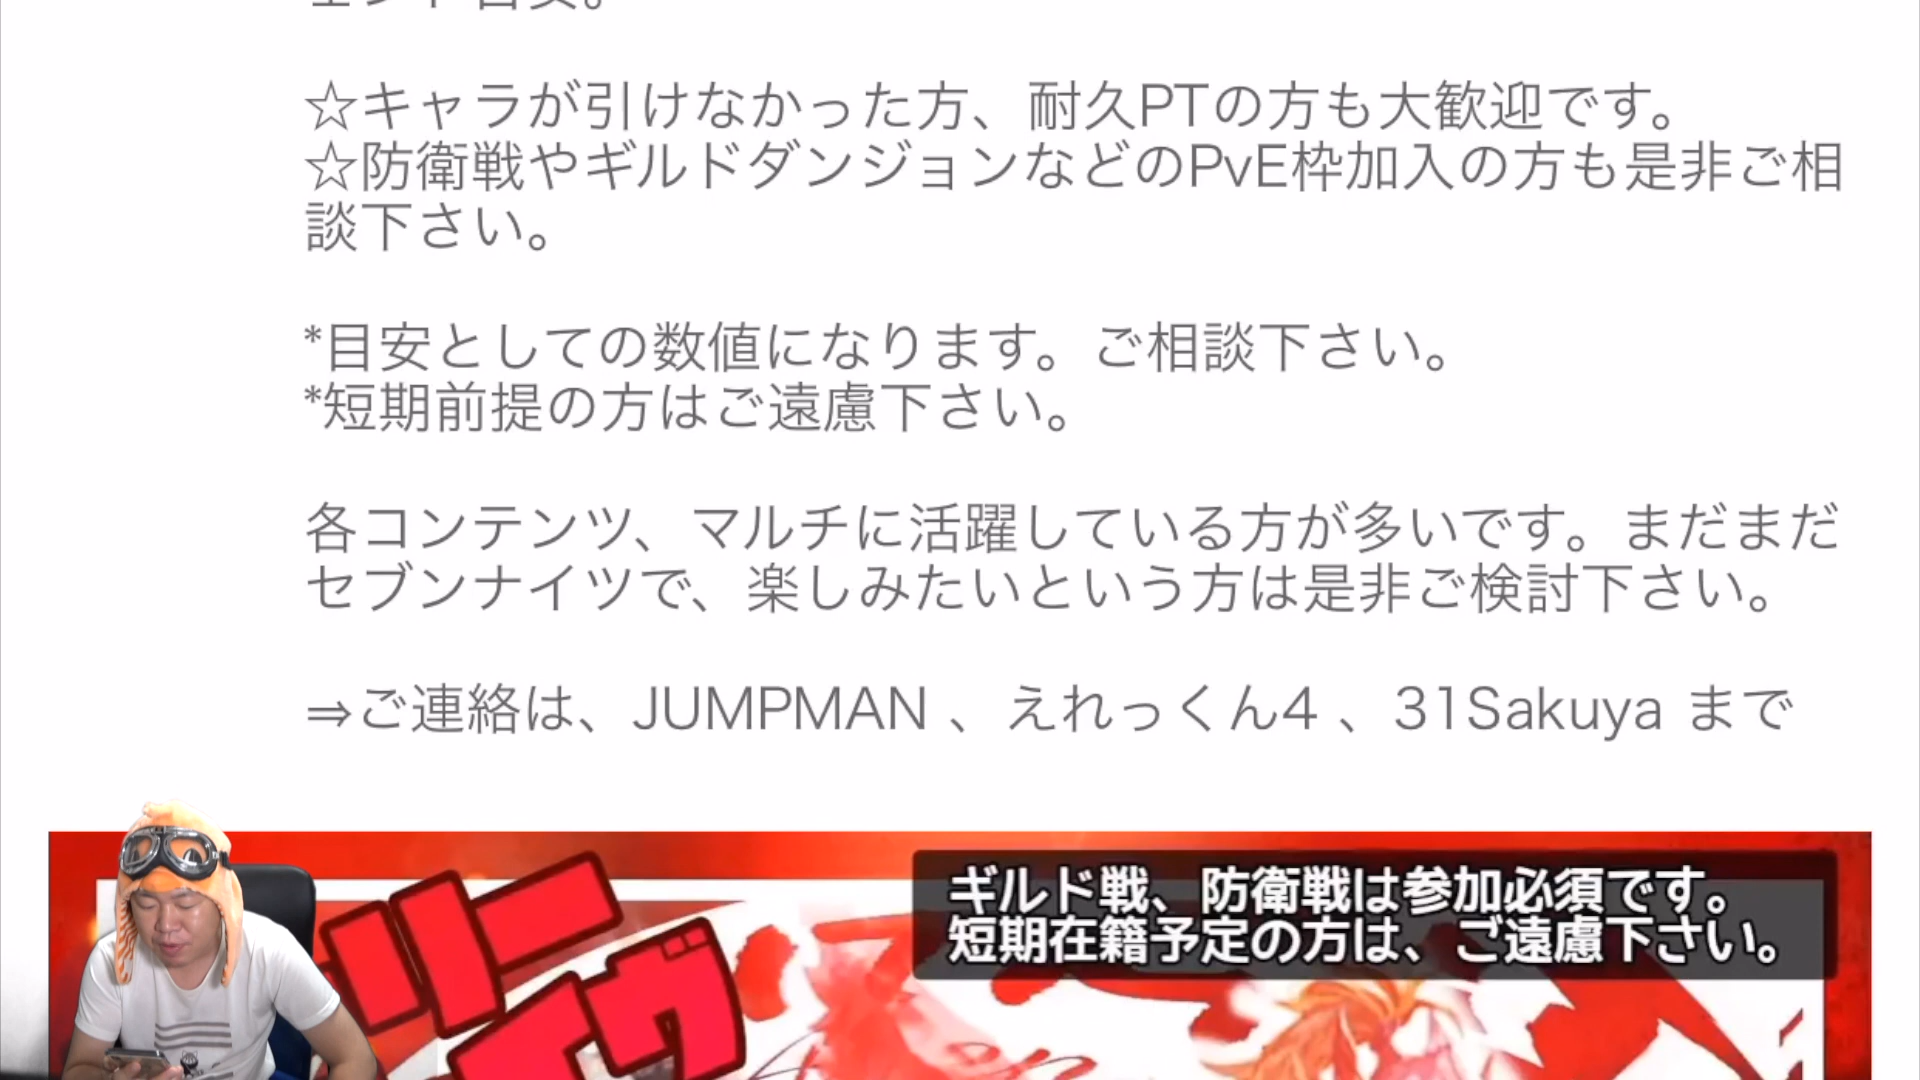 ェンド目安。
☆キャラが引けなかった方、耐久PTの方も大歓迎です。
☆防衛戦やギルドダンジョンなどのPvE枠加入の方も是非ご相
談下さい。
*目安としての数値になります。ご相談下さい。
*短期前提の方はご遠慮下さい。
各コンテンツ、マルチに活躍している方が多いです。まだまだ
セブンナイツで、楽しみたいという方は是非ご検討下さい。
⇒ご連絡は、JUMPMAN 、えれっくん4 、31Sakuya まで
ギルド戦、防衛戦は参加必須です。
短期在籍予定の方は、ご遠慮下さい。
リー
イヴ